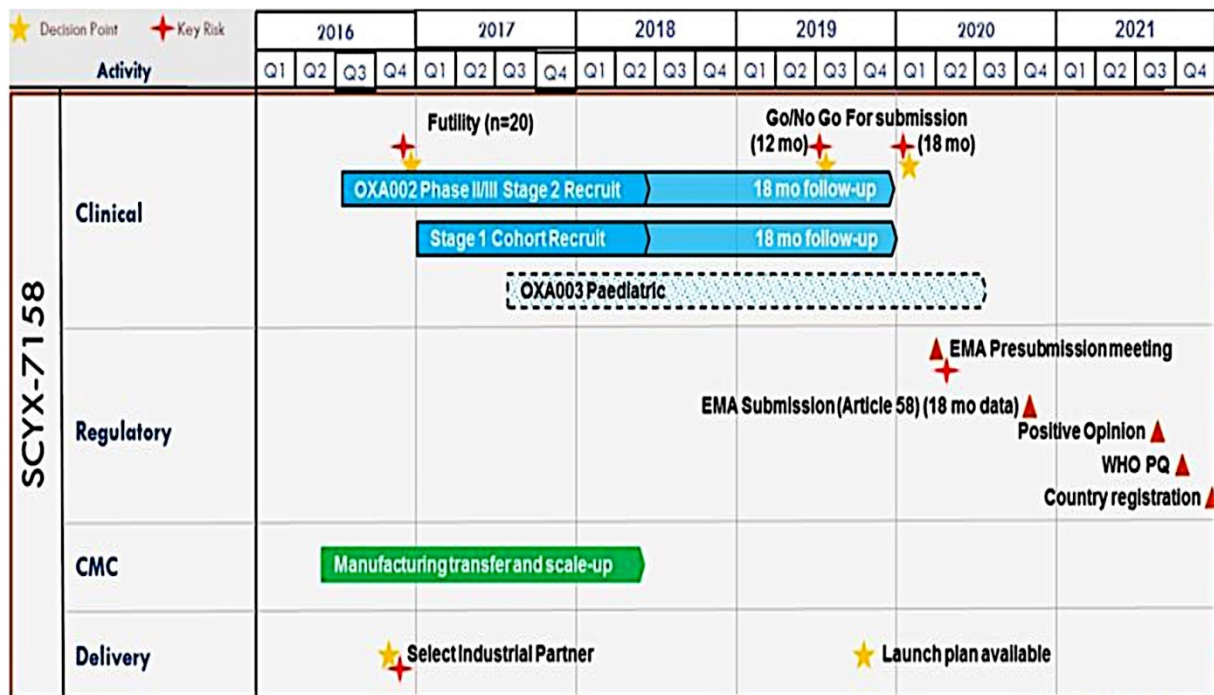 Decision Point Key Risk
2016 2017 2018 2019 2020 2021
Activity
Q1 Q2 Q3 Q4 Q1 Q2 Q3 Q4 Q1 Q2 Q3 Q4 Q1 Q2 Q3 Q4 Q1 Q2 Q3 Q4 Q1 Q2 Q3 Q4
SCYX-7158
Clinical
Futility (n=20)
Go/No Go For submission
(12 mo) (18 mo)
OXA002 Phase II/III Stage 2 Recruit 18 mo follow-up
Stage 1 Cohort Recruit 18 mo follow-up
OXA003 Paediatric
Regulatory
EMA Presubmission meeting
EMA Submission (Article 58) (18 mo data)
Positive Opinion
WHO PQ
Country registration
CMC
Manufacturing transfer and scale-up
Delivery
Select Industrial Partner
Launch plan available